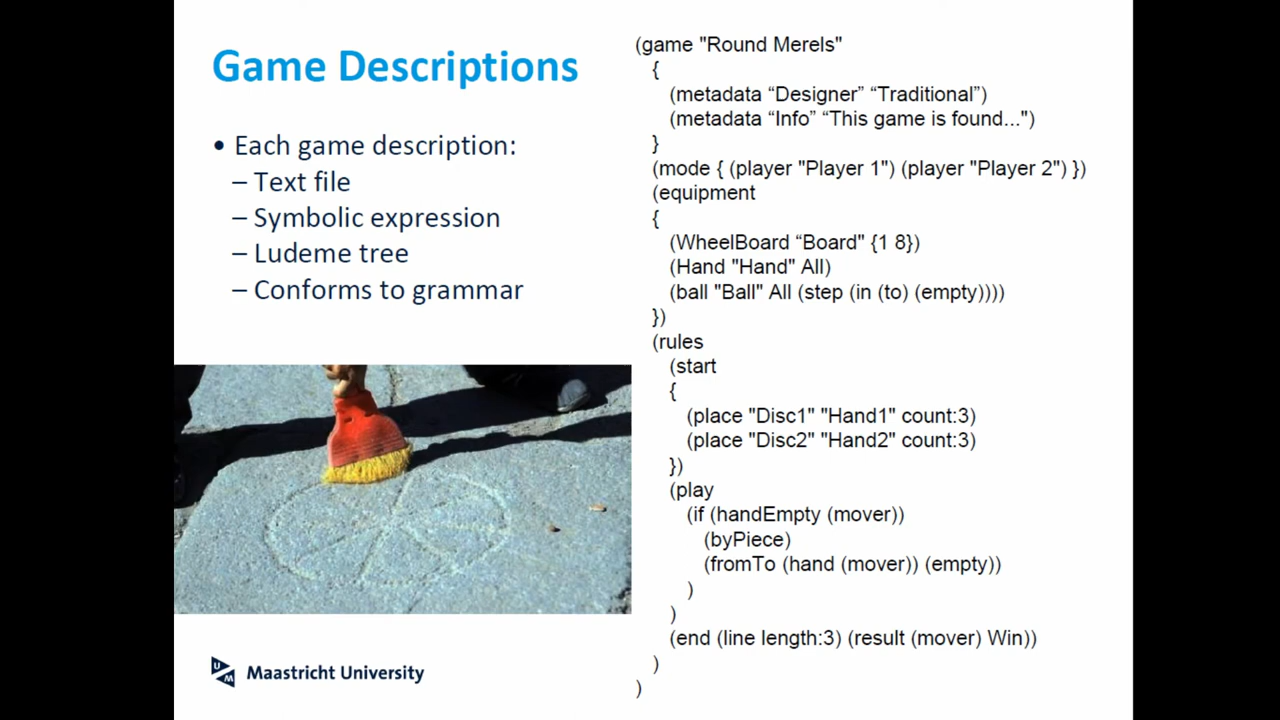 Game Descriptions
• Each game description:
– Text file
– Symbolic expression
– Ludeme tree
– Conforms to grammar
UM Maastricht University
(game "Round Merels"
{
(metadata “Designer” “Traditional”)
(metadata “Info” “This game is found...")
}
(mode { (player "Player 1") (player "Player 2") })
(equipment
{
(WheelBoard “Board" {1 8})
(Hand "Hand" All)
(ball "Ball" All (step (in (to) (empty))))
})
(rules
(start
{
(place "Disc1" "Hand1" count:3)
(place "Disc2" "Hand2" count:3)
})
(play
(if (handEmpty (mover))
(byPiece)
(fromTo (hand (mover)) (empty))
)
)
(end (line length:3) (result (mover) Win))
)
)